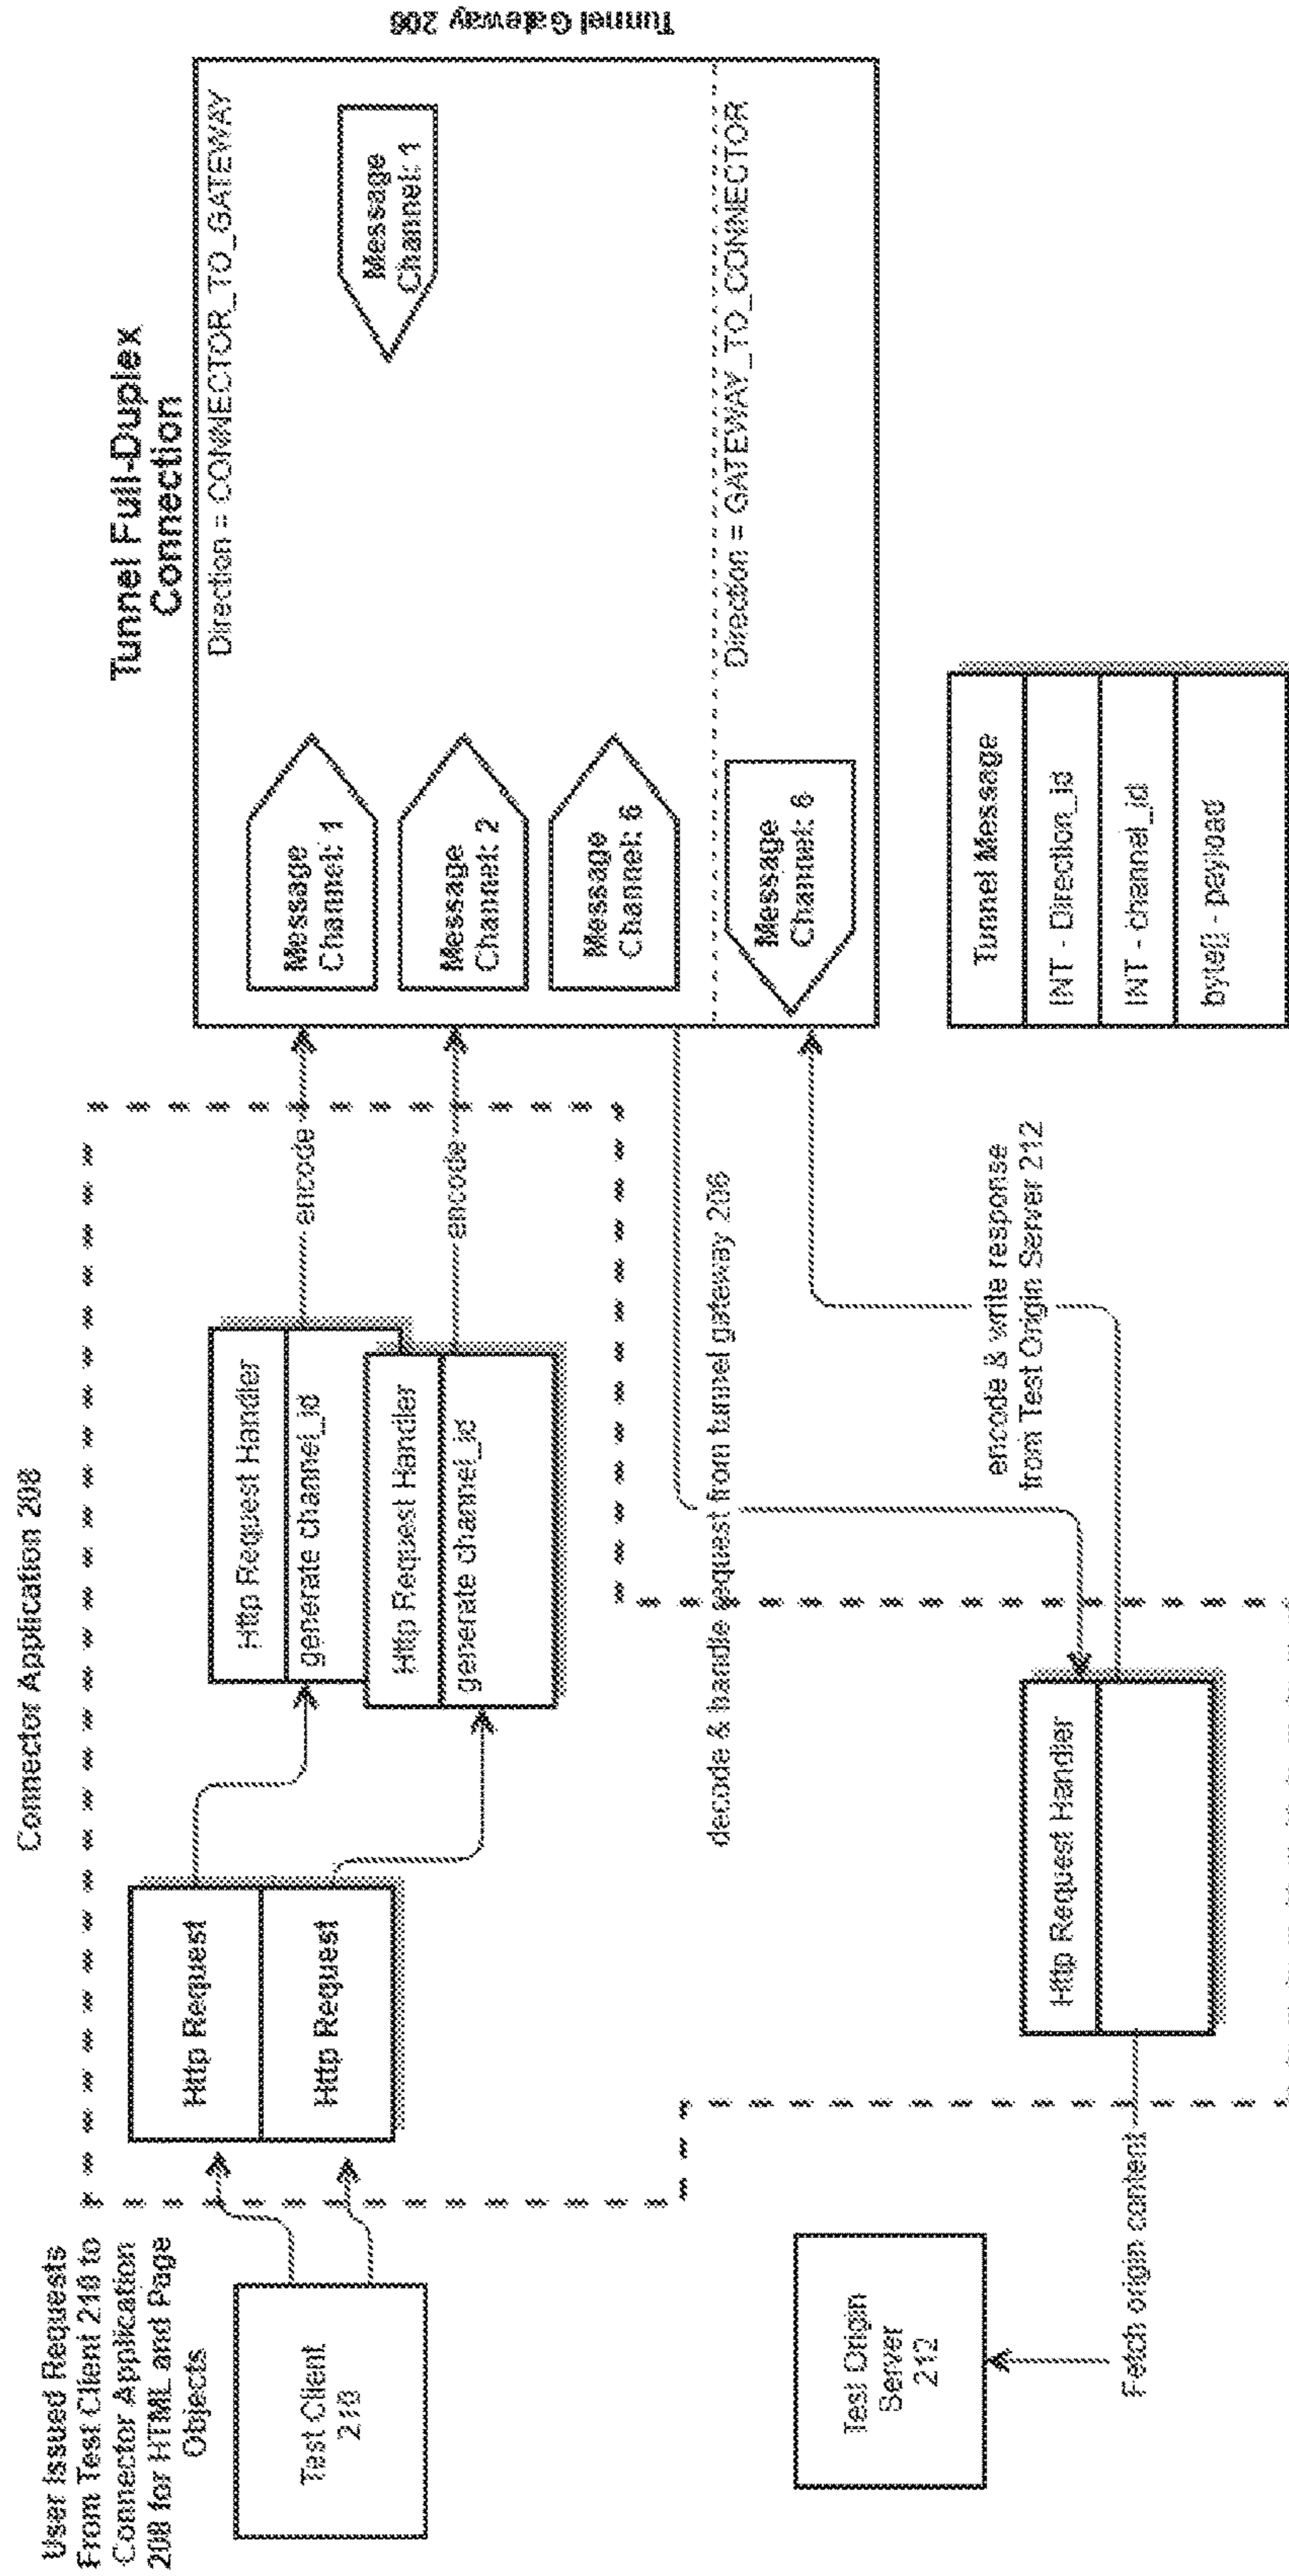 Connector Application 208
User Issued Requests
From Test Client 210 to
Connector Application
208 for HTML and Page
Objects
Test Client
210
Http Request
Http Request
Http Request Handler
generate channel_id
Http Request Handler
generate channel_id
encode
encode
Tunnel Full-Duplex
Connection
Direction = CONNECTOR_TO_GATEWAY
Message
Channel: 1
Message
Channel: 2
Message
Channel: 6
Message
Channel: 1
Direction = GATEWAY_TO_CONNECTOR
Message
Channel: 6
Tunnel Gateway 206
decode & handle request from tunnel gateway 206
encode & write response
from Test Origin Server 212
Test Origin
Server
212
Fetch origin content
Http Request Handler
Tunnel Message
INT - Direction_id
INT - channel_id
byte[] - payload